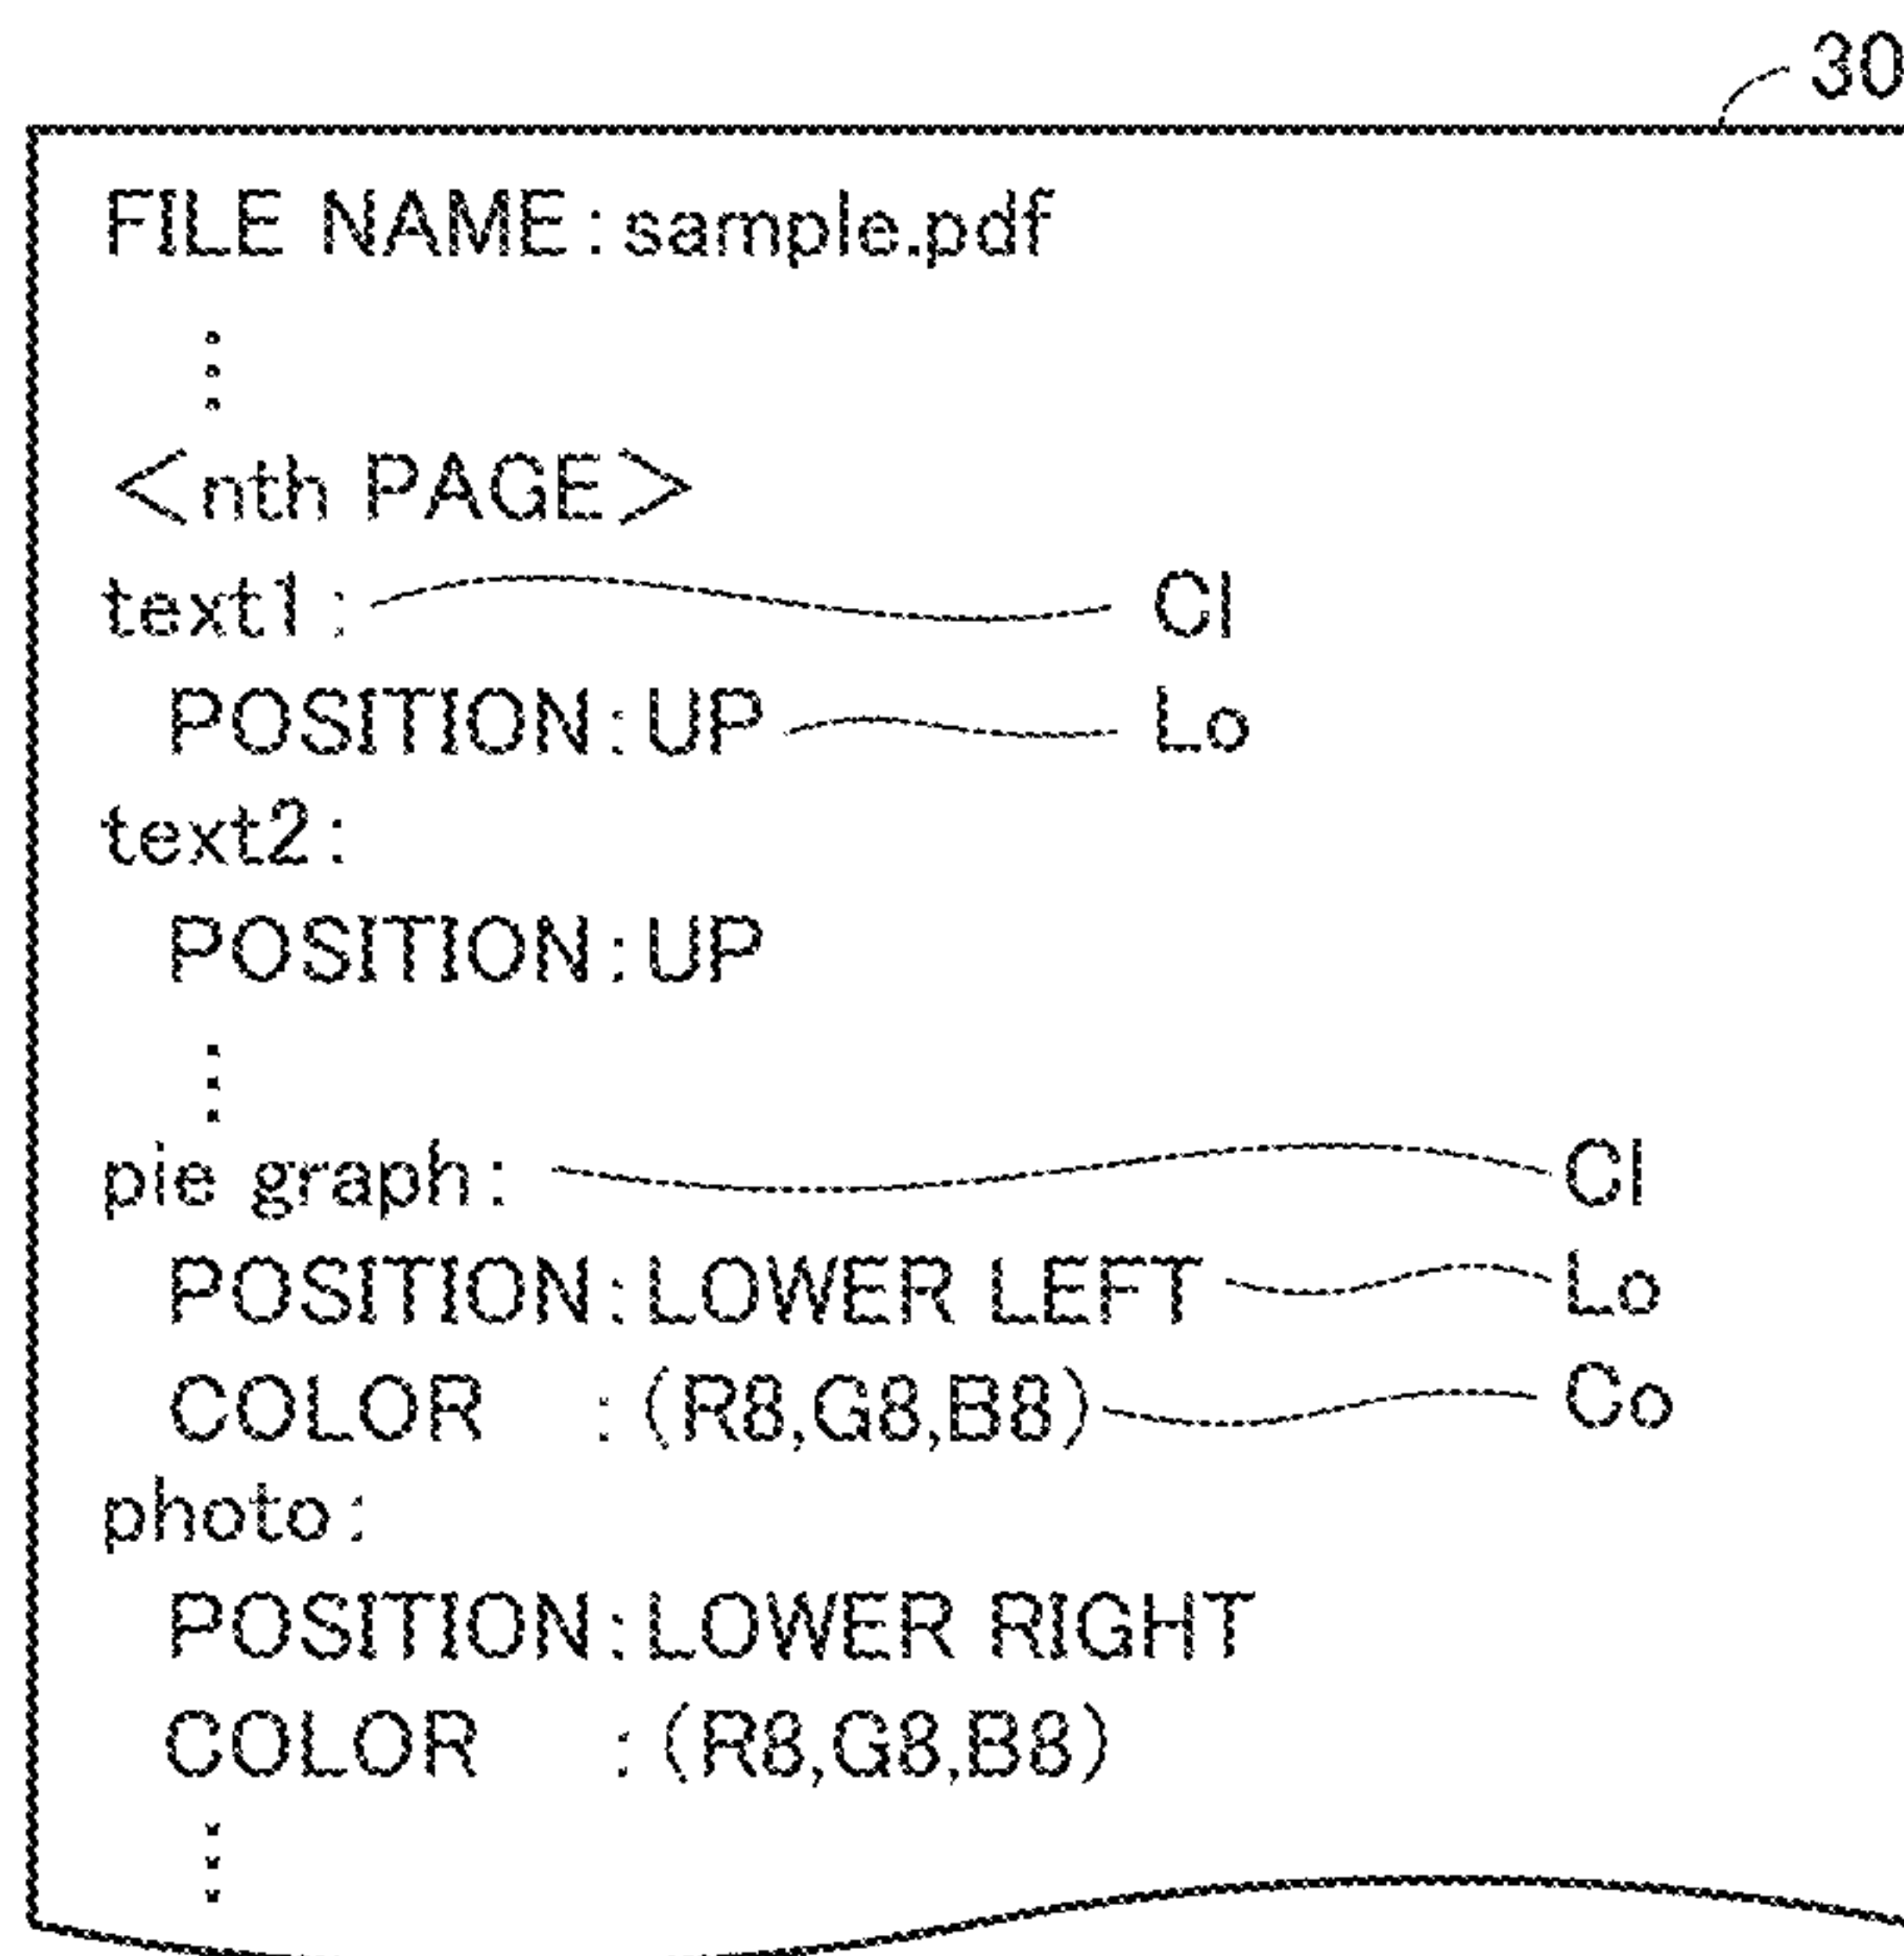 30
FILE NAME:sample.pdf
<nth PAGE>
text1: Cl
POSITION:UP Lo
text2:
POSITION:UP
pie graph: Cl
POSITION:LOWER LEFT Lo
COLOR :(R8,G8,B8) Co
photo:
POSITION:LOWER RIGHT
COLOR :(R8,G8,B8)